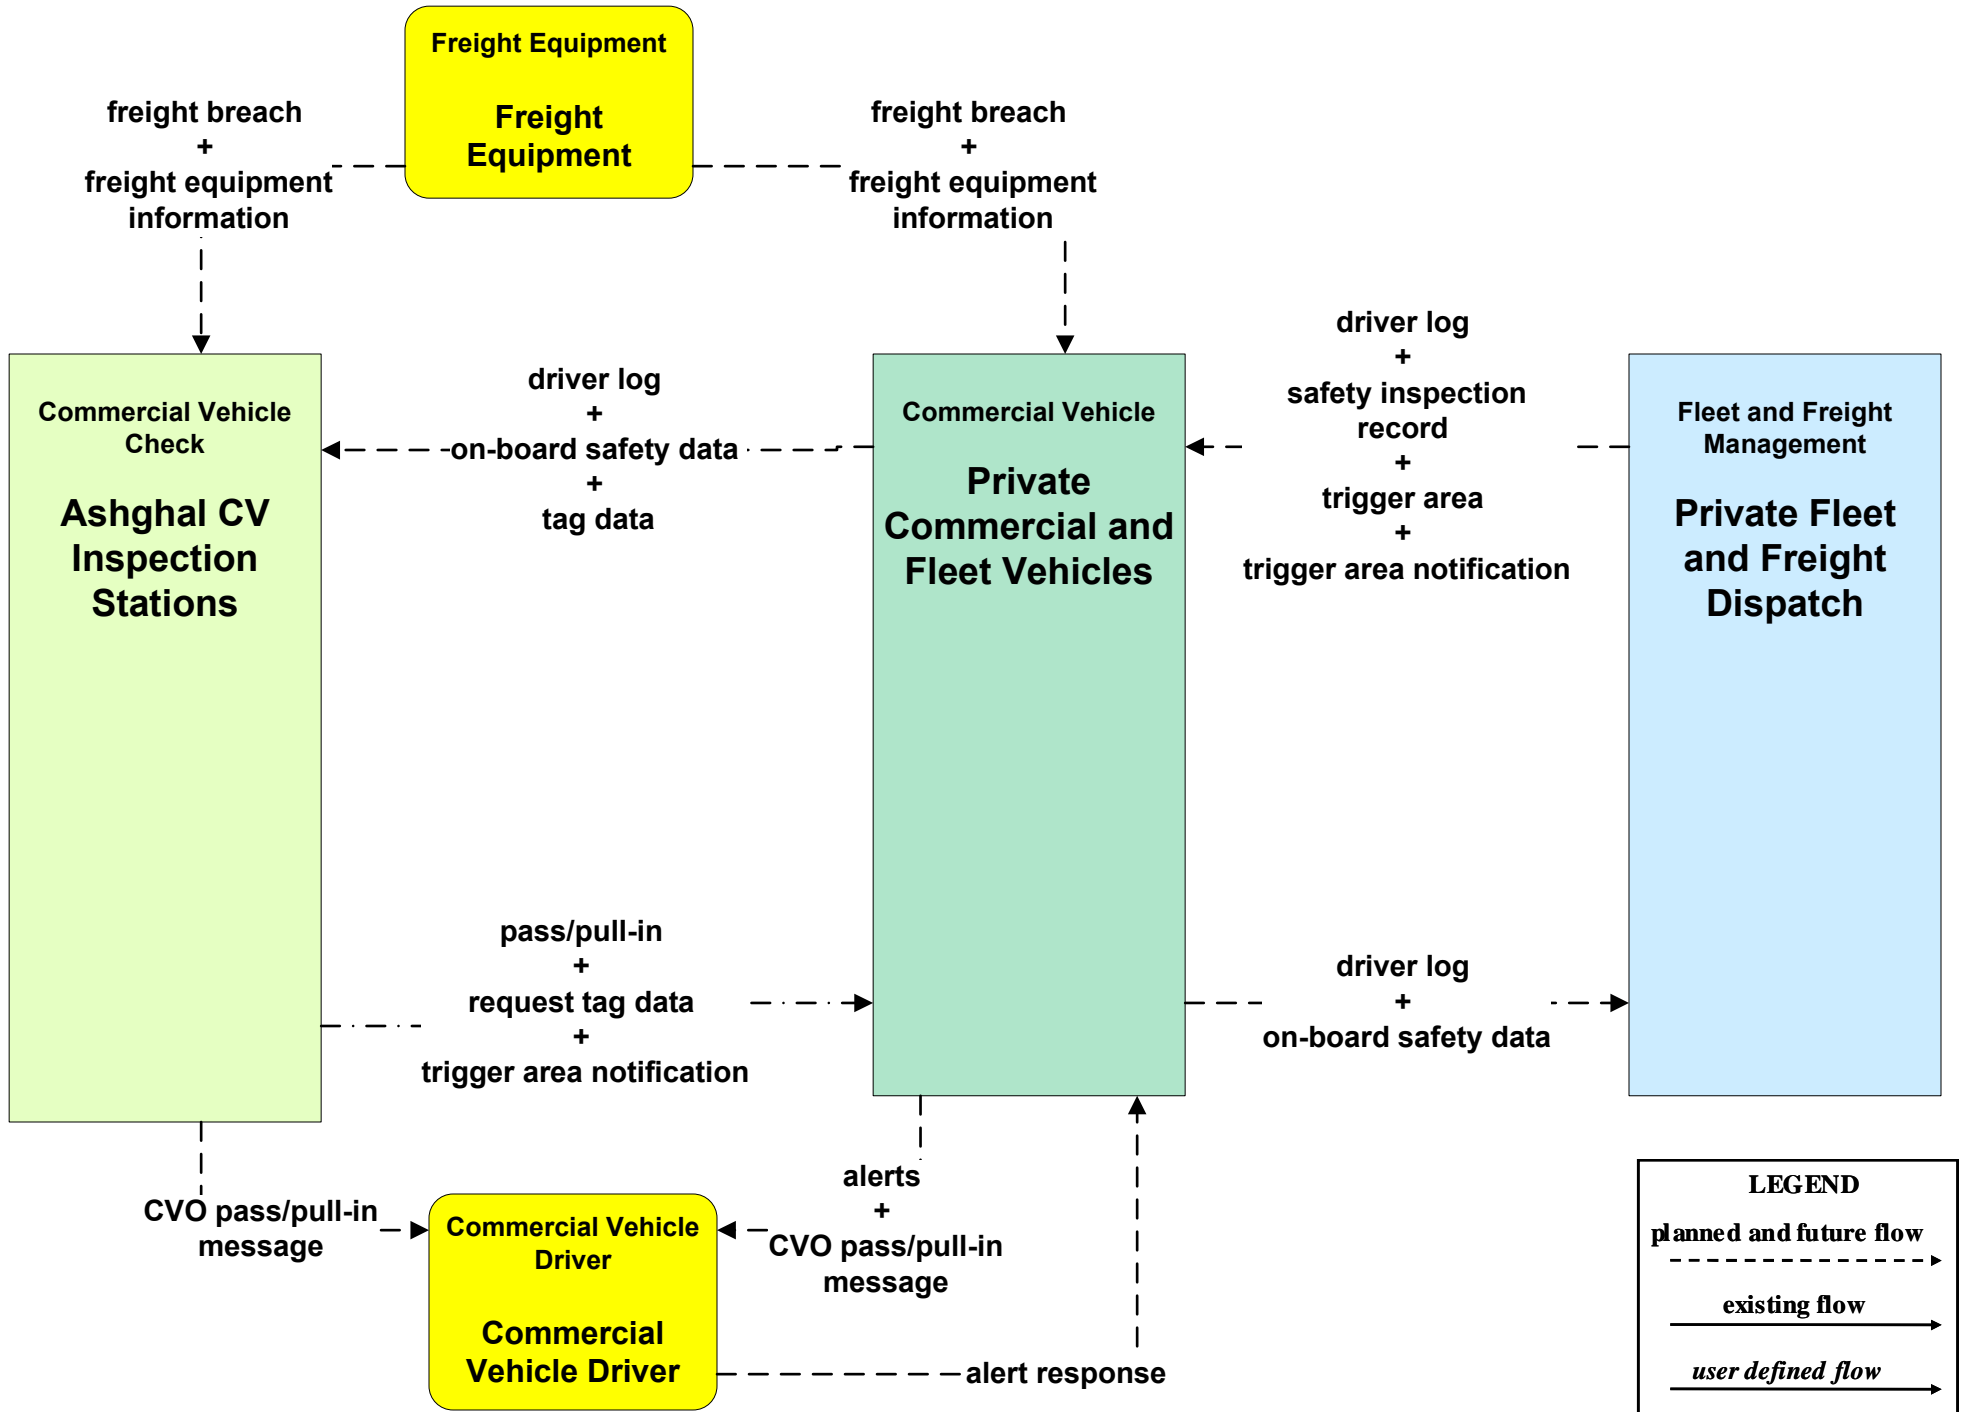 Freight Equipment
Freight
Equipment
freight breach
+
freight equipment
information
freight breach
+
freight equipment
information
Commercial Vehicle
Check
Ashghal CV
Inspection
Stations
driver log
+
on-board safety data
+
tag data
Commercial Vehicle
Private
Commercial and
Fleet Vehicles
driver log
+
safety inspection
record
+
trigger area
+
trigger area notification
Fleet and Freight
Management
Private Fleet
and Freight
Dispatch
pass/pull-in
+
request tag data
+
trigger area notification
driver log
+
on-board safety data
CVO pass/pull-in
message
Commercial Vehicle
Driver
Commercial
Vehicle Driver
alerts
+
CVO pass/pull-in
message
alert response
LEGEND
planned and future flow
existing flow
user defined flow